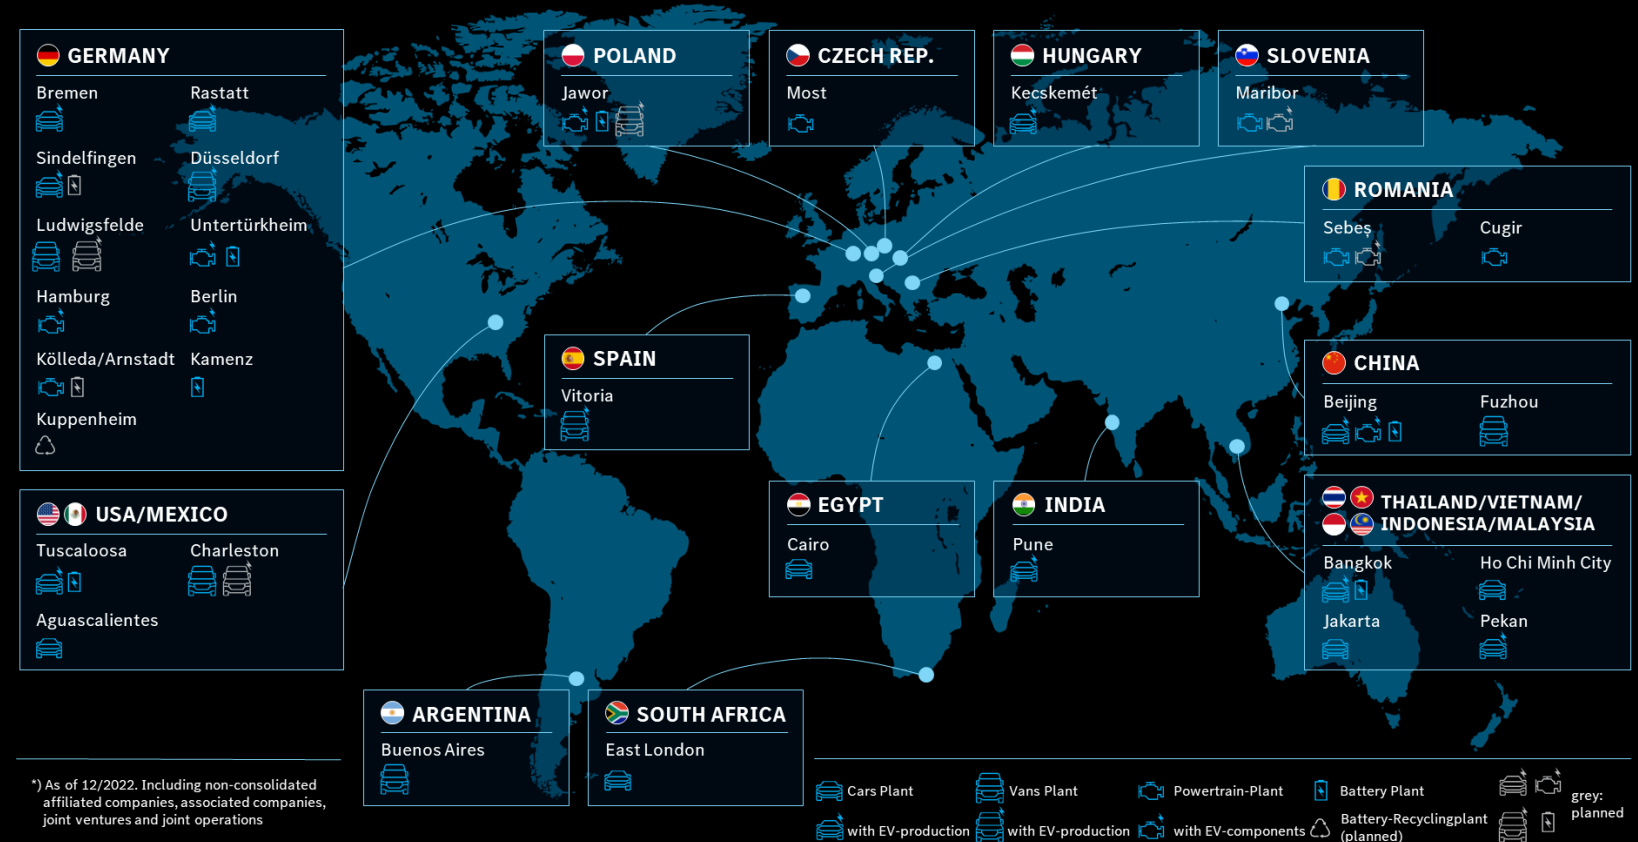 GERMANY
Bremen
Rastatt
Sindelfingen
Düsseldorf
Ludwigsfelde
Untertürkheim
Hamburg
Berlin
Kölleda/Arnstadt
Kamenz
Kuppenheim
USA/MEXICO
Tuscaloosa
Charleston
Aguascalientes
POLAND
Jawor
CZECH REP.
Most
HUNGARY
Kecskemét
SLOVENIA
Maribor
ROMANIA
Sebeș
Cugir
SPAIN
Vitoria
CHINA
Beijing
Fuzhou
EGYPT
Cairo
INDIA
Pune
THAILAND/VIETNAM/
INDONESIA/MALAYSIA
Bangkok
Ho Chi Minh City
Jakarta
Pekan
ARGENTINA
Buenos Aires
SOUTH AFRICA
East London
*) As of 12/2022. Including non-consolidated
affiliated companies, associated companies,
joint ventures and joint operations
Cars Plant
Vans Plant
Powertrain-Plant
Battery Plant
with EV-production
with EV-production
with EV-components
Battery-Recyclingplant
(planned)
grey:
planned